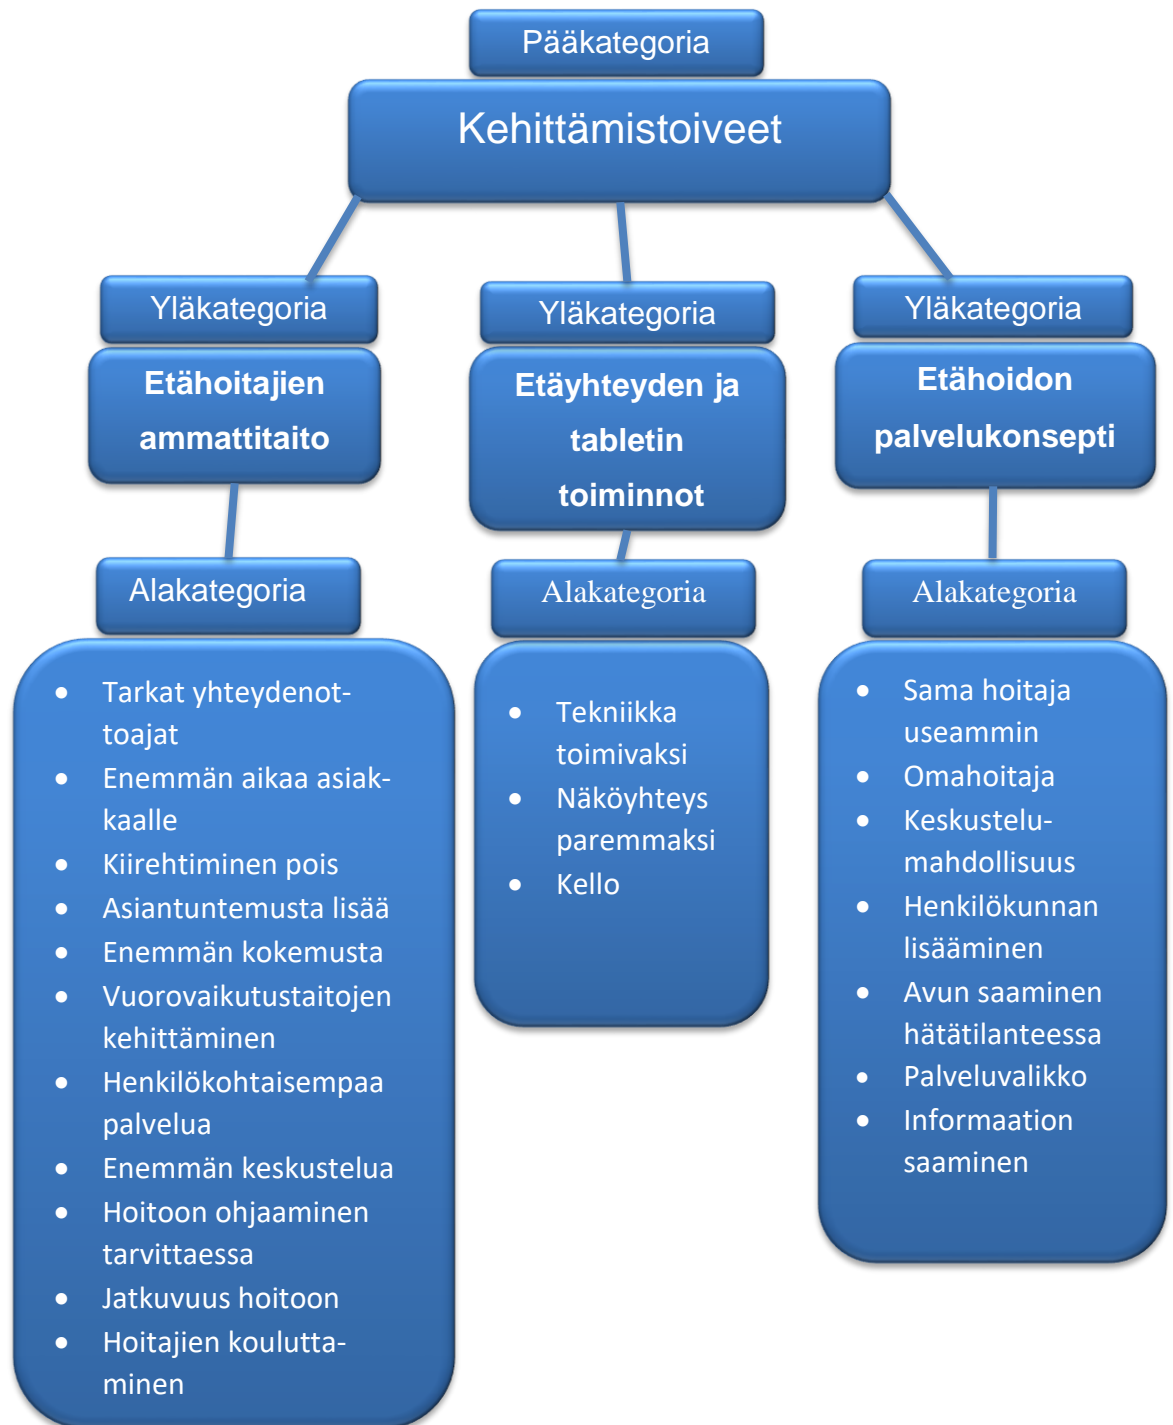 Pääkategoria
Kehittämistoiveet
Yläkategoria
Etähoitajien
ammattitaito
Alakategoria
• Tarkat yhteydenot-
toajat
• Enemmän aikaa asiak-
kaalle
• Kiirehtiminen pois
• Asiantuntemusta lisää
• Enemmän kokemusta
• Vuorovaikutustaitojen
kehittäminen
• Henkilökohtaisempaa
palvelua
• Enemmän keskustelua
• Hoitoon ohjaaminen
tarvittaessa
• Jatkuvuus hoitoon
• Hoitajien koulutta-
minen
Yläkategoria
Etäyhteyden ja
tabletin
toiminnot
Alakategoria
• Tekniikka
toimivaksi
• Näköyhteys
paremmaksi
• Kello
Yläkategoria
Etähoidon
palvelukonsepti
Alakategoria
• Sama hoitaja
useammin
• Omahoitaja
• Keskustelu-
mahdollisuus
• Henkilökunnan
lisääminen
• Avun saaminen
hätätilanteessa
• Palveluvalikko
• Informaation
saaminen